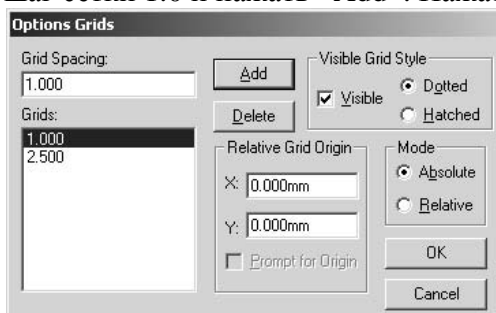 Options Grids
Grid Spacing:
1.000
Grids:
1.000
2.500
Add
Delete
Visible Grid Style
Visible
Dotted
Hatched
Relative Grid Origin
X: 0.000mm
Y: 0.000mm
Prompt for Origin
Mode
Absolute
Relative
OK
Cancel